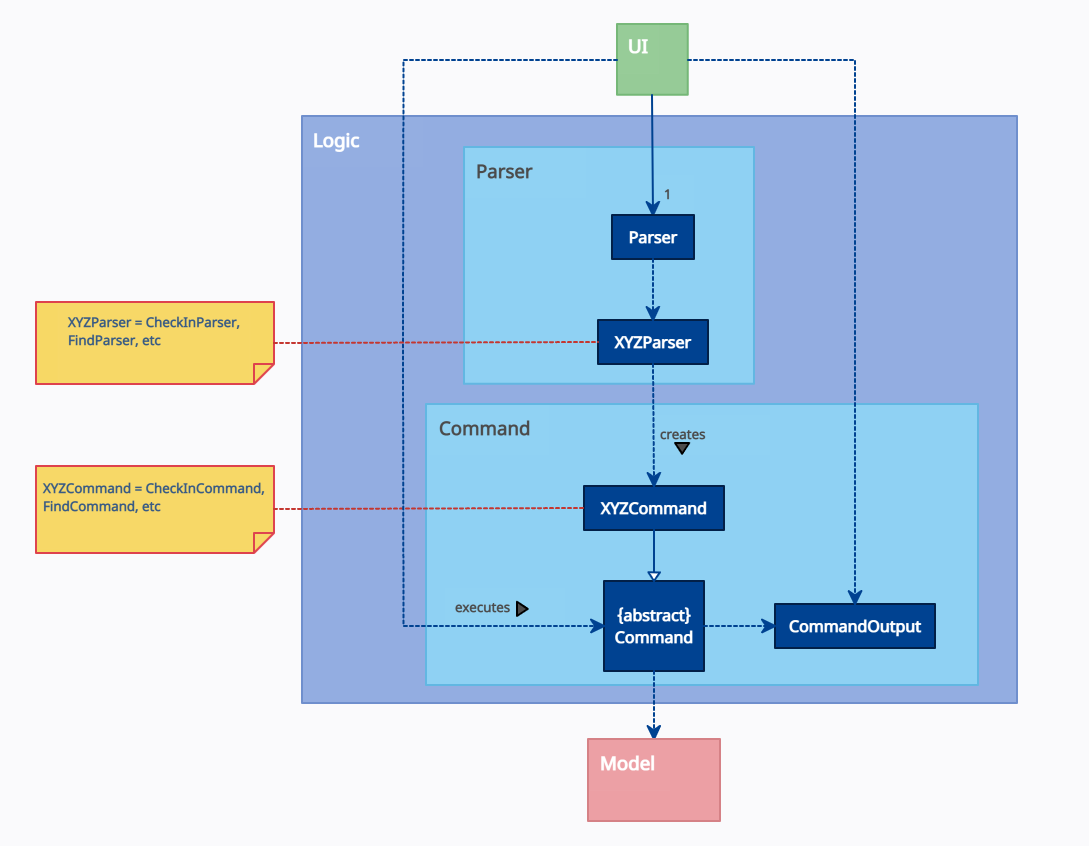 UI
Logic
Parser
1
Parser
XYZParser = CheckInParser,
FindParser, etc
XYZParser
Command
creates
XYZCommand = CheckInCommand,
FindCommand, etc
XYZCommand
executes
{abstract}
Command
CommandOutput
Model